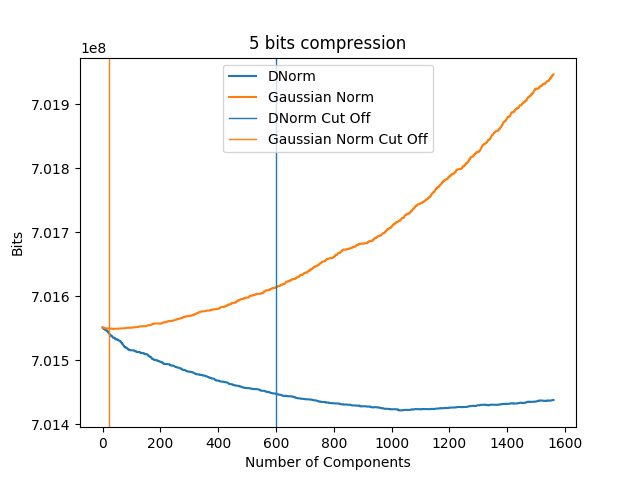 5 bits compression
1e8
DNorm
Gaussian Norm
DNorm Cut Off
Gaussian Norm Cut Off
7.019
7.018
7.017
7.016
7.015
7.014
Bits
0 200 400 600 800 1000 1200 1400 1600
Number of Components